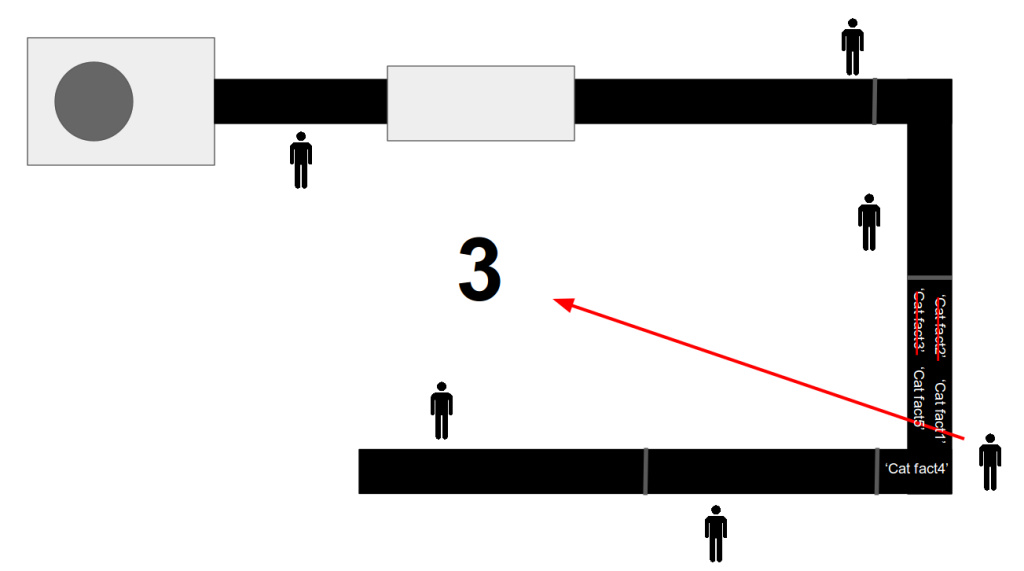 3
‘Cat fact2’
‘Cat fact3’
‘Cat fact1’
‘Cat fact5’
‘Cat fact4’